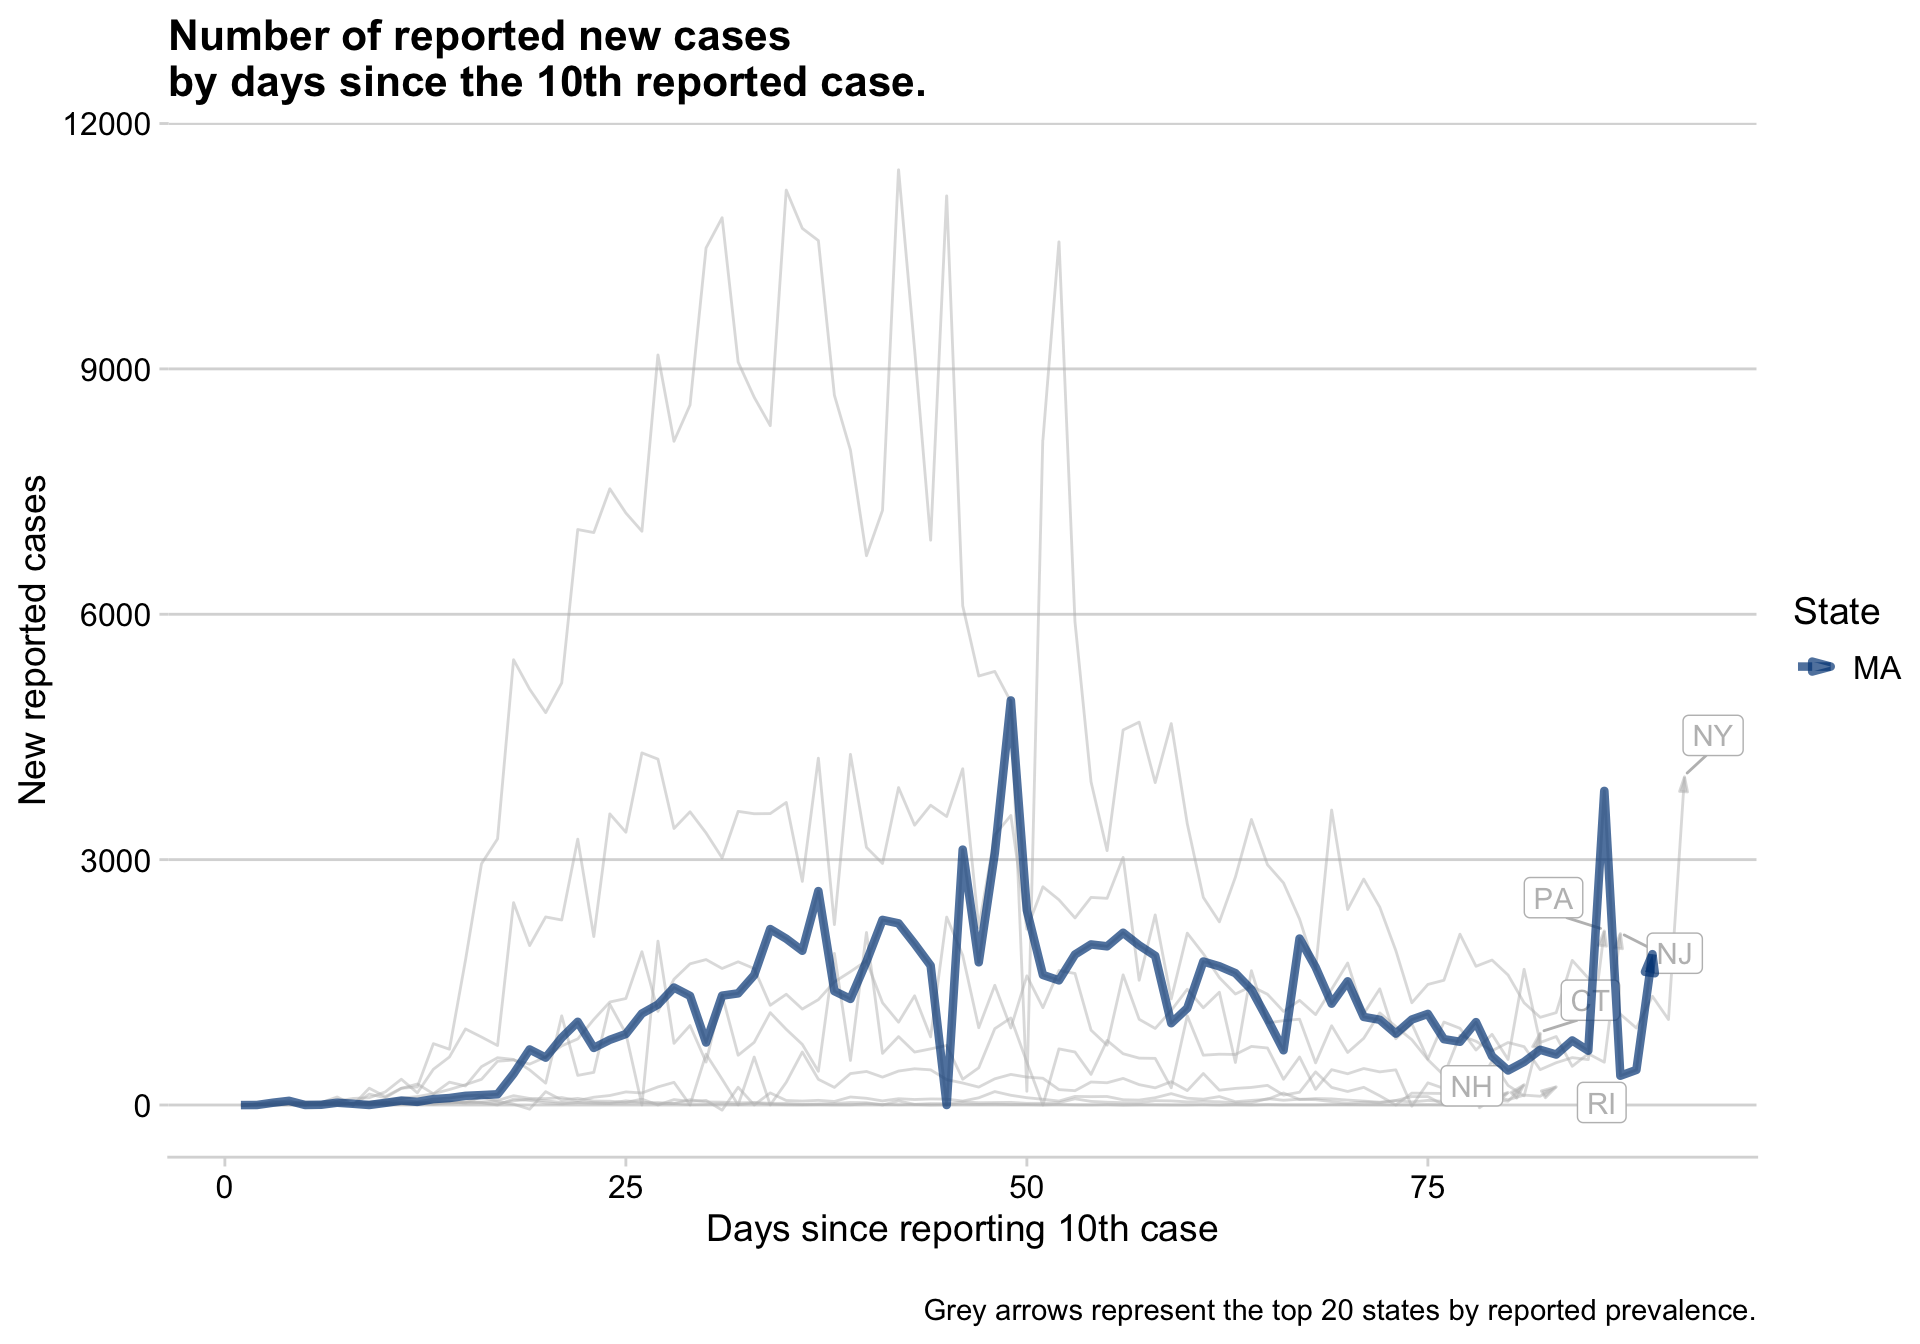 Number of reported new cases
by days since the 10th reported case.
12000
9000
6000
3000
0
New reported cases
0
25
50
75
Days since reporting 10th case
State
MA
NY
PA
NJ
CT
NH
RI
Grey arrows represent the top 20 states by reported prevalence.